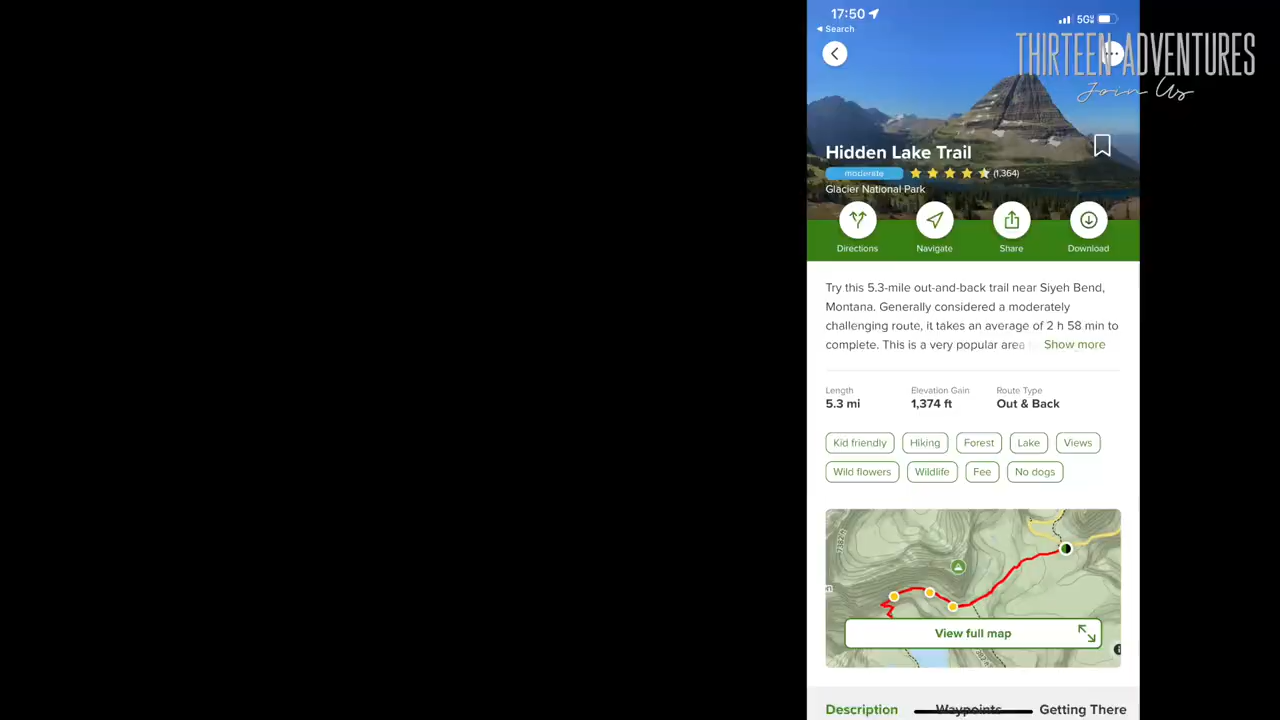 17:50
5G
Search
THIRTEEN ADVENTURES
Join Us
Hidden Lake Trail
moderate
(1,364)
Glacier National Park
Directions
Navigate
Share
Download
Try this 5.3-mile out-and-back trail near Siyeh Bend,
Montana. Generally considered a moderately
challenging route, it takes an average of 2 h 58 min to
complete. This is a very popular area Show more
Length
Elevation Gain
Route Type
5.3 mi
1,374 ft
Out & Back
Kid friendly
Hiking
Forest
Lake
Views
Wild flowers
Wildlife
Fee
No dogs
View full map
Description
Waypoints
Getting There